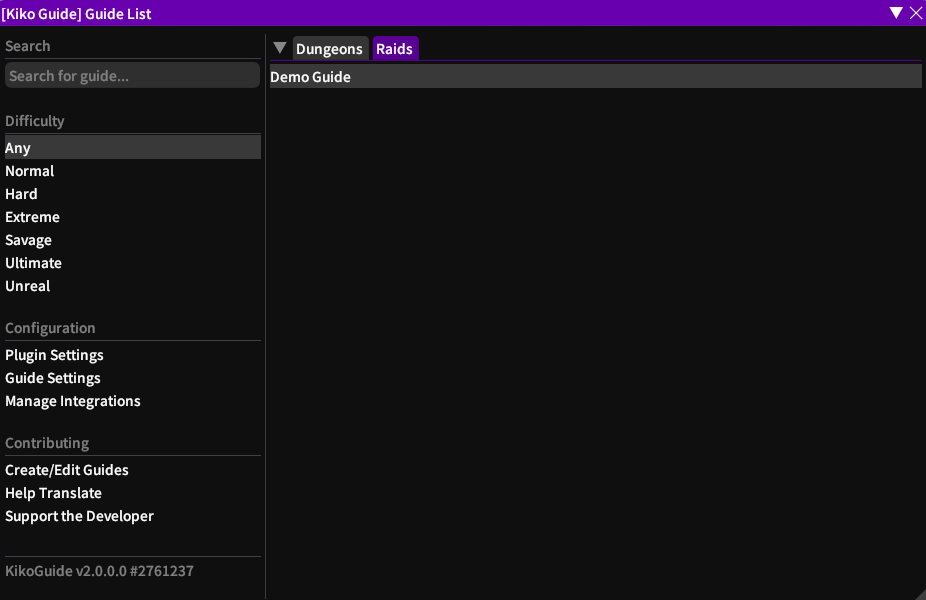 [Kiko Guide] Guide List
Search
Search for guide...
Difficulty
Any
Normal
Hard
Extreme
Savage
Ultimate
Unreal
Configuration
Plugin Settings
Guide Settings
Manage Integrations
Contributing
Create/Edit Guides
Help Translate
Support the Developer
KikoGuide v2.0.0.0 #2761237
Dungeons Raids
Demo Guide